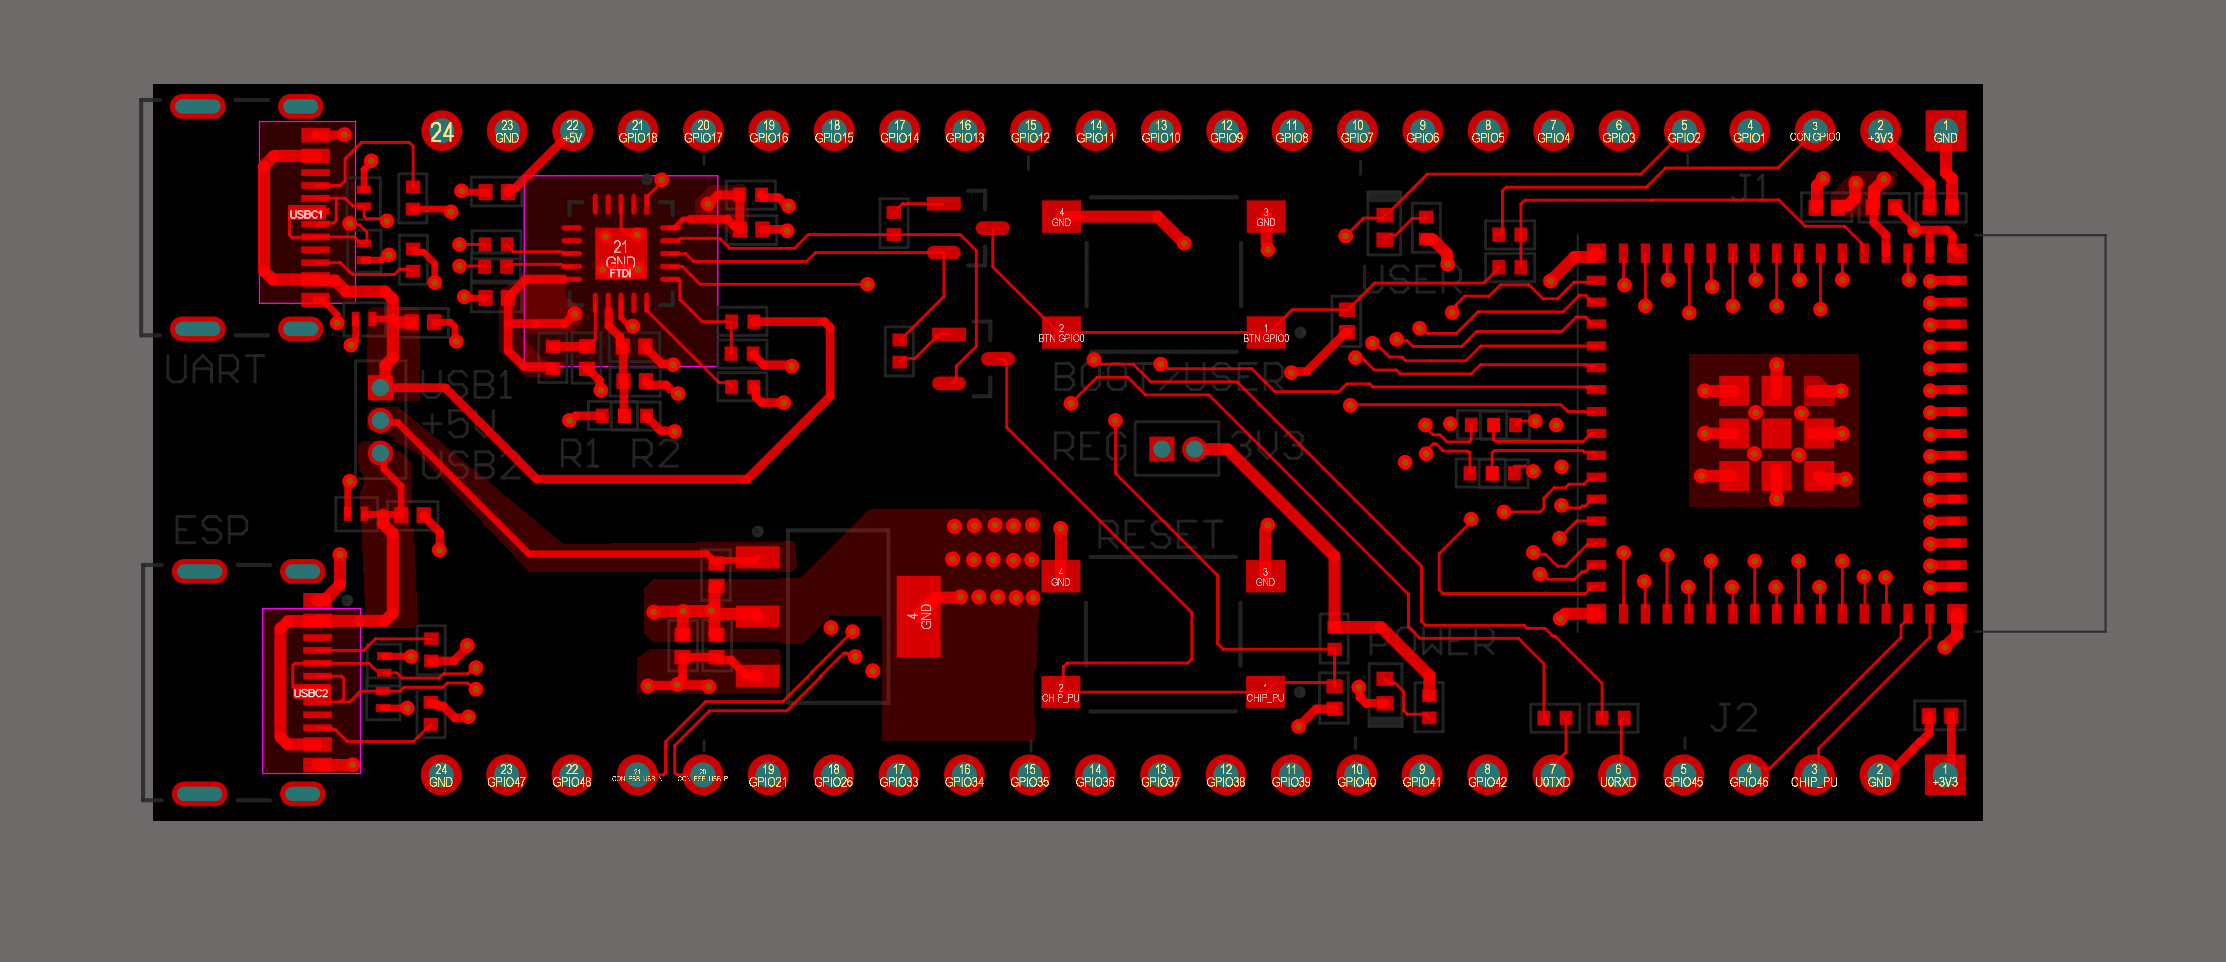 24
23
GND
22
+5V
21
GPIO18
20
GPIO17
19
GPIO16
18
GPIO15
17
GPIO14
16
GPIO13
15
GPIO12
14
GPIO11
13
GPIO10
12
GPIO9
11
GPIO8
10
GPIO7
9
GPIO6
8
GPIO5
7
GPIO4
6
GPIO3
5
GPIO2
4
GPIO1
3
CON GPIO0
2
+3V3
1
GND
J1
USBC1
21
GND
FTDI
4
GND
3
GND
USER
2
BTN GPIO0
1
BTN GPIO0
UART
USB1
+5V
USB2
R1 R2
BOOT/USER
REG
3V3
ESP
RESET
4
GND
4
GND
3
GND
POWER
USBC2
2
CHIP_PU
1
CHIP_PU
J2
24
GND
23
GPIO47
22
GPIO48
21
20
19
GPIO21
18
GPIO26
17
GPIO33
16
GPIO34
15
GPIO35
14
GPIO36
13
GPIO37
12
GPIO38
11
GPIO39
10
GPIO40
9
GPIO41
8
GPIO42
7
U0TXD
6
U0RXD
5
GPIO45
4
GPIO46
3
CHIP_PU
2
GND
1
+3V3